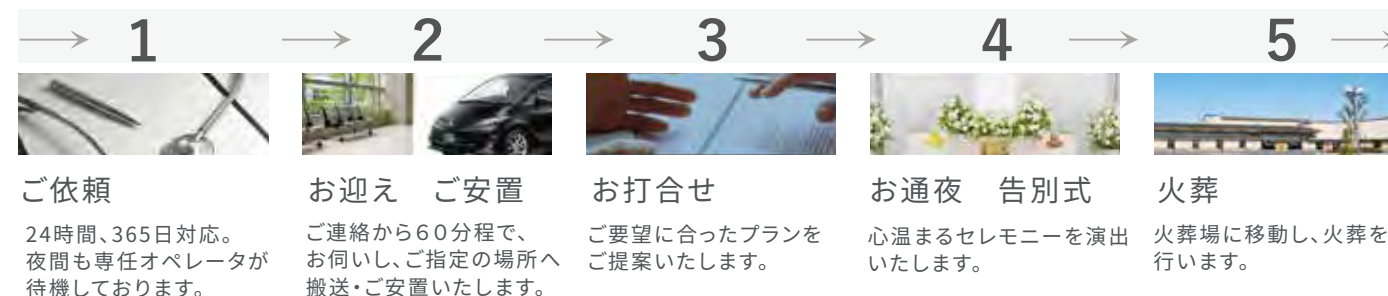 1
2
3
4
5
ご依頼
24時間、365日対応。
夜間も専任オペレータが
待機しております。
お迎え　ご安置
ご連絡から60分程で、
お伺いし、ご指定の場所へ
搬送・ご安置いたします。
お打合せ
ご要望に合ったプランを
ご提案いたします。
お通夜　告別式
心温まるセレモニーを演出
いたします。
火葬
火葬場に移動し、火葬を
行います。